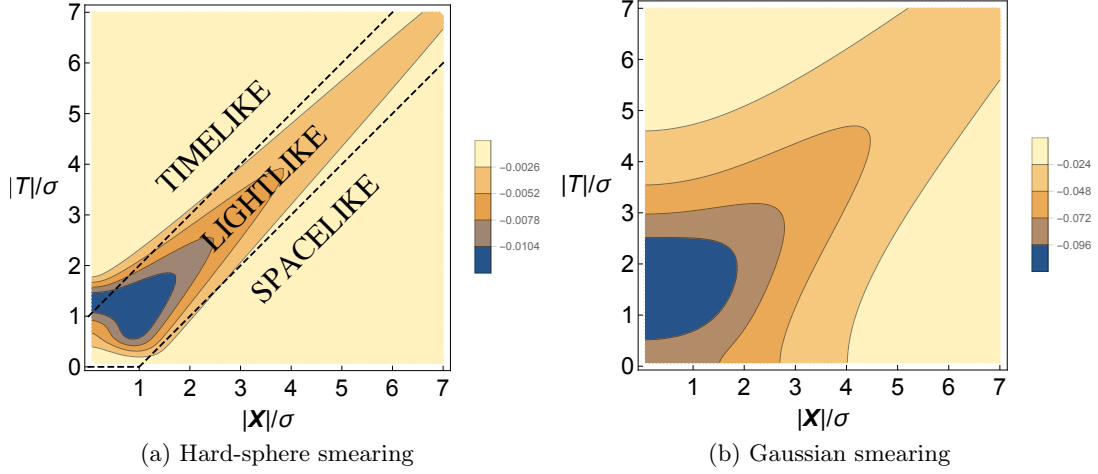 7
6
5
4
3
2
1
0
|T|/σ
1 2 3 4 5 6 7
|X|/σ
TIMELIKE
LIGHTLIKE
SPACELIKE
−0.0026
−0.0052
−0.0078
−0.0104
(a) Hard-sphere smearing
7
6
5
4
3
2
1
0
|T|/σ
1 2 3 4 5 6 7
|X|/σ
−0.024
−0.048
−0.072
−0.096
(b) Gaussian smearing